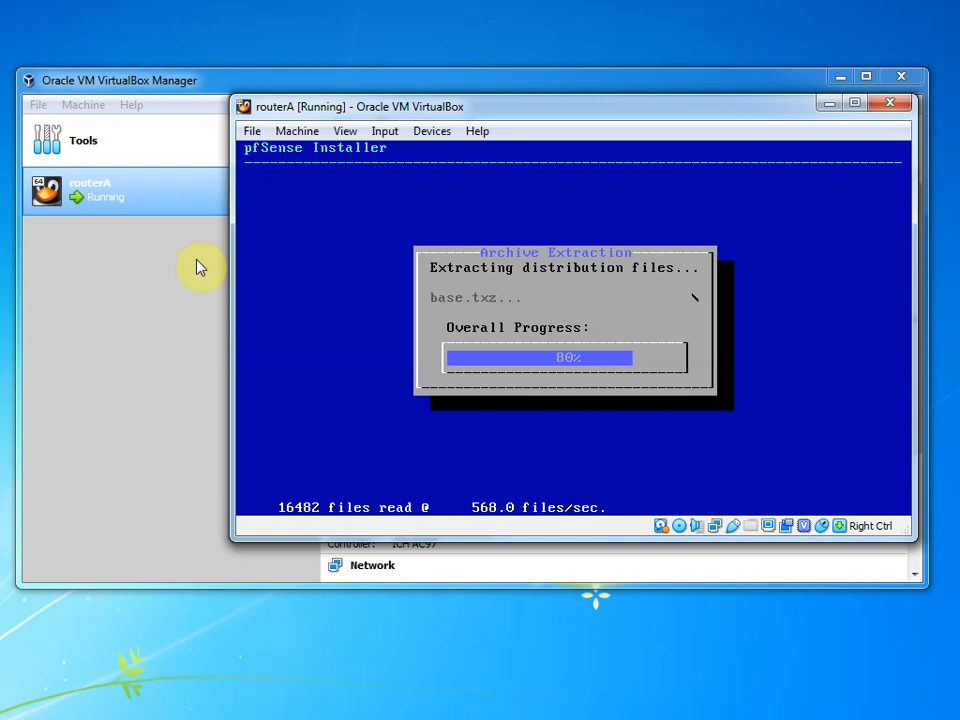 Oracle VM VirtualBox Manager
File Machine Help
Tools
64
routerA
Running
routerA [Running] - Oracle VM VirtualBox
File Machine View Input Devices Help
pfSense Installer
Archive Extraction
Extracting distribution files...
base.txz... \
Overall Progress:
80%
16482 files read @ 568.0 files/sec.
Right Ctrl
Controller: ICH AC97
Network